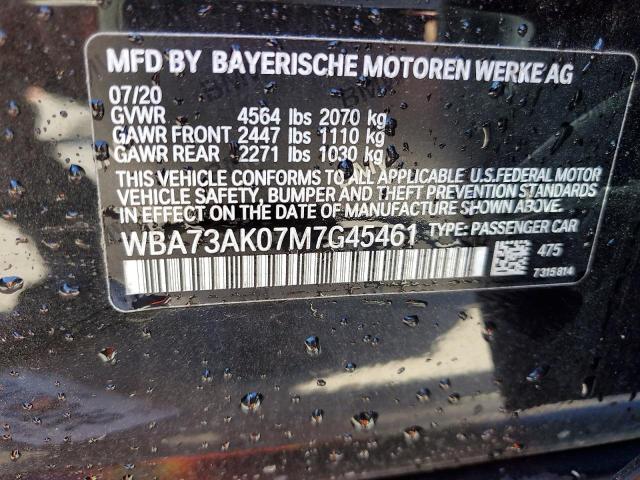 MFD BY BAYERISCHE MOTOREN WERKE AG
07/20
GVWR 4564 lbs 2070 kg
GAWR FRONT 2447 lbs 1110 kg
GAWR REAR 2271 lbs 1030 kg
THIS VEHICLE CONFORMS TO ALL APPLICABLE U.S.FEDERAL MOTOR
VEHICLE SAFETY, BUMPER AND THEFT PREVENTION STANDARDS
IN EFFECT ON THE DATE OF MANUFACTURE SHOWN ABOVE.
WBA73AK07M7G45461 TYPE: PASSENGER CAR
475
7315814